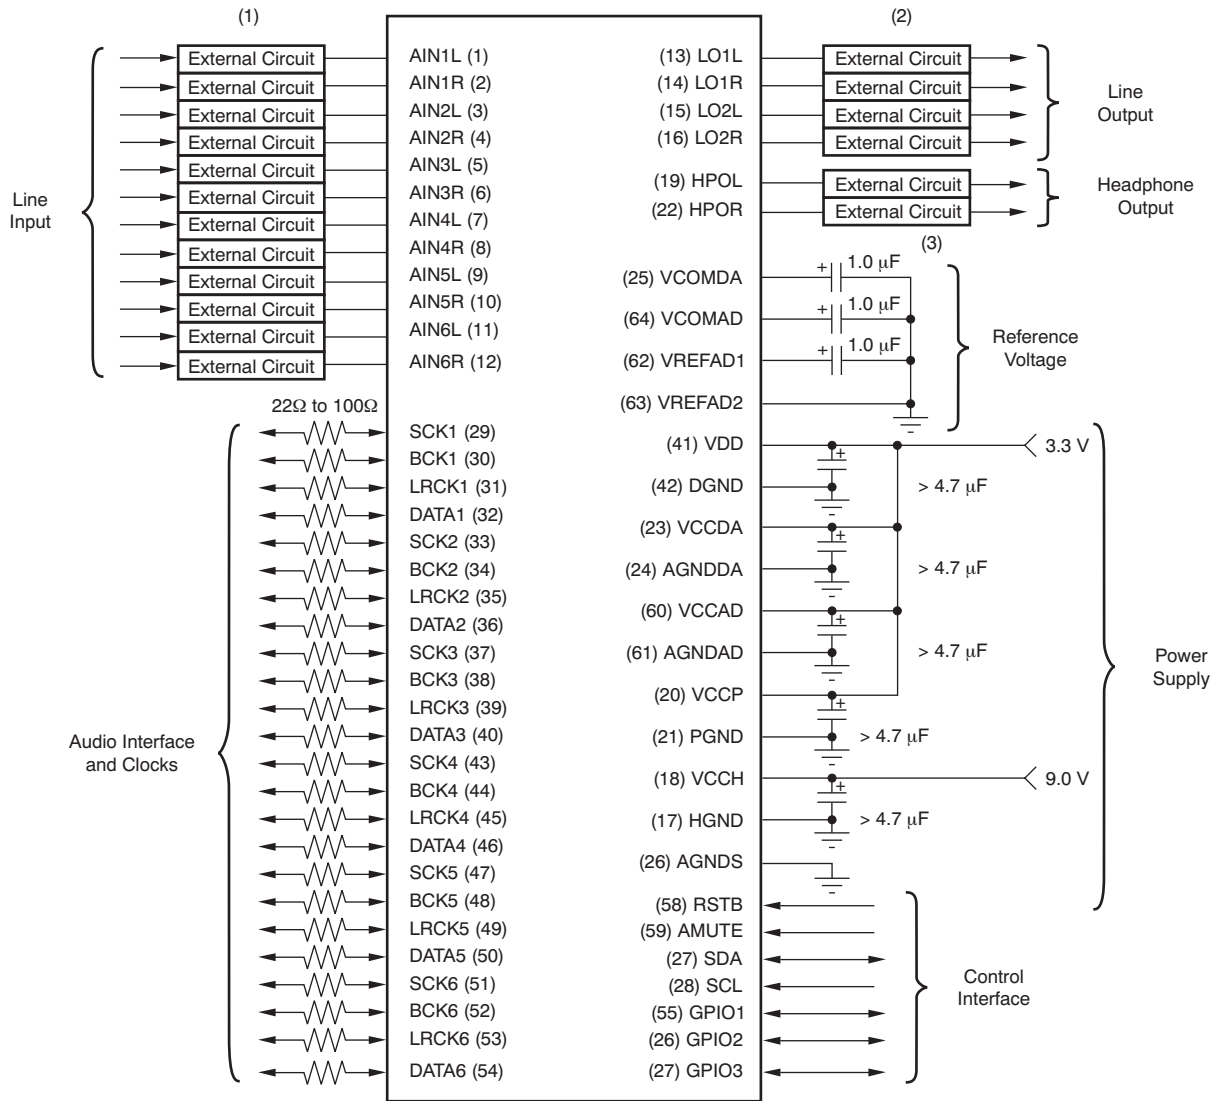 (1)
External Circuit
External Circuit
External Circuit
External Circuit
External Circuit
External Circuit
External Circuit
External Circuit
External Circuit
External Circuit
External Circuit
External Circuit
Line
Input
AIN1L (1)
AIN1R (2)
AIN2L (3)
AIN2R (4)
AIN3L (5)
AIN3R (6)
AIN4L (7)
AIN4R (8)
AIN5L (9)
AIN5R (10)
AIN6L (11)
AIN6R (12)
22Ω to 100Ω
Audio Interface
and Clocks
SCK1 (29)
BCK1 (30)
LRCK1 (31)
DATA1 (32)
SCK2 (33)
BCK2 (34)
LRCK2 (35)
DATA2 (36)
SCK3 (37)
BCK3 (38)
LRCK3 (39)
DATA3 (40)
SCK4 (43)
BCK4 (44)
LRCK4 (45)
DATA4 (46)
SCK5 (47)
BCK5 (48)
LRCK5 (49)
DATA5 (50)
SCK6 (51)
BCK6 (52)
LRCK6 (53)
DATA6 (54)
(2)
(13) LO1L
(14) LO1R
(15) LO2L
(16) LO2R
(19) HPOL
(22) HPOR
External Circuit
External Circuit
External Circuit
External Circuit
External Circuit
External Circuit
Line
Output
Headphone
Output
(3)
(25) VCOMDA
+ 1.0 μF
(64) VCOMAD
+ 1.0 μF
(62) VREFAD1
+ 1.0 μF
(63) VREFAD2
Reference
Voltage
(41) VDD
3.3 V
+
(42) DGND
> 4.7 μF
(23) VCCDA
+
(24) AGNDDA
> 4.7 μF
(60) VCCAD
+
(61) AGNDAD
> 4.7 μF
(20) VCCP
+
(21) PGND
> 4.7 μF
(18) VCCH
9.0 V
+
(17) HGND
> 4.7 μF
(26) AGNDS
Power
Supply
(58) RSTB
(59) AMUTE
(27) SDA
(28) SCL
(55) GPIO1
(26) GPIO2
(27) GPIO3
Control
Interface